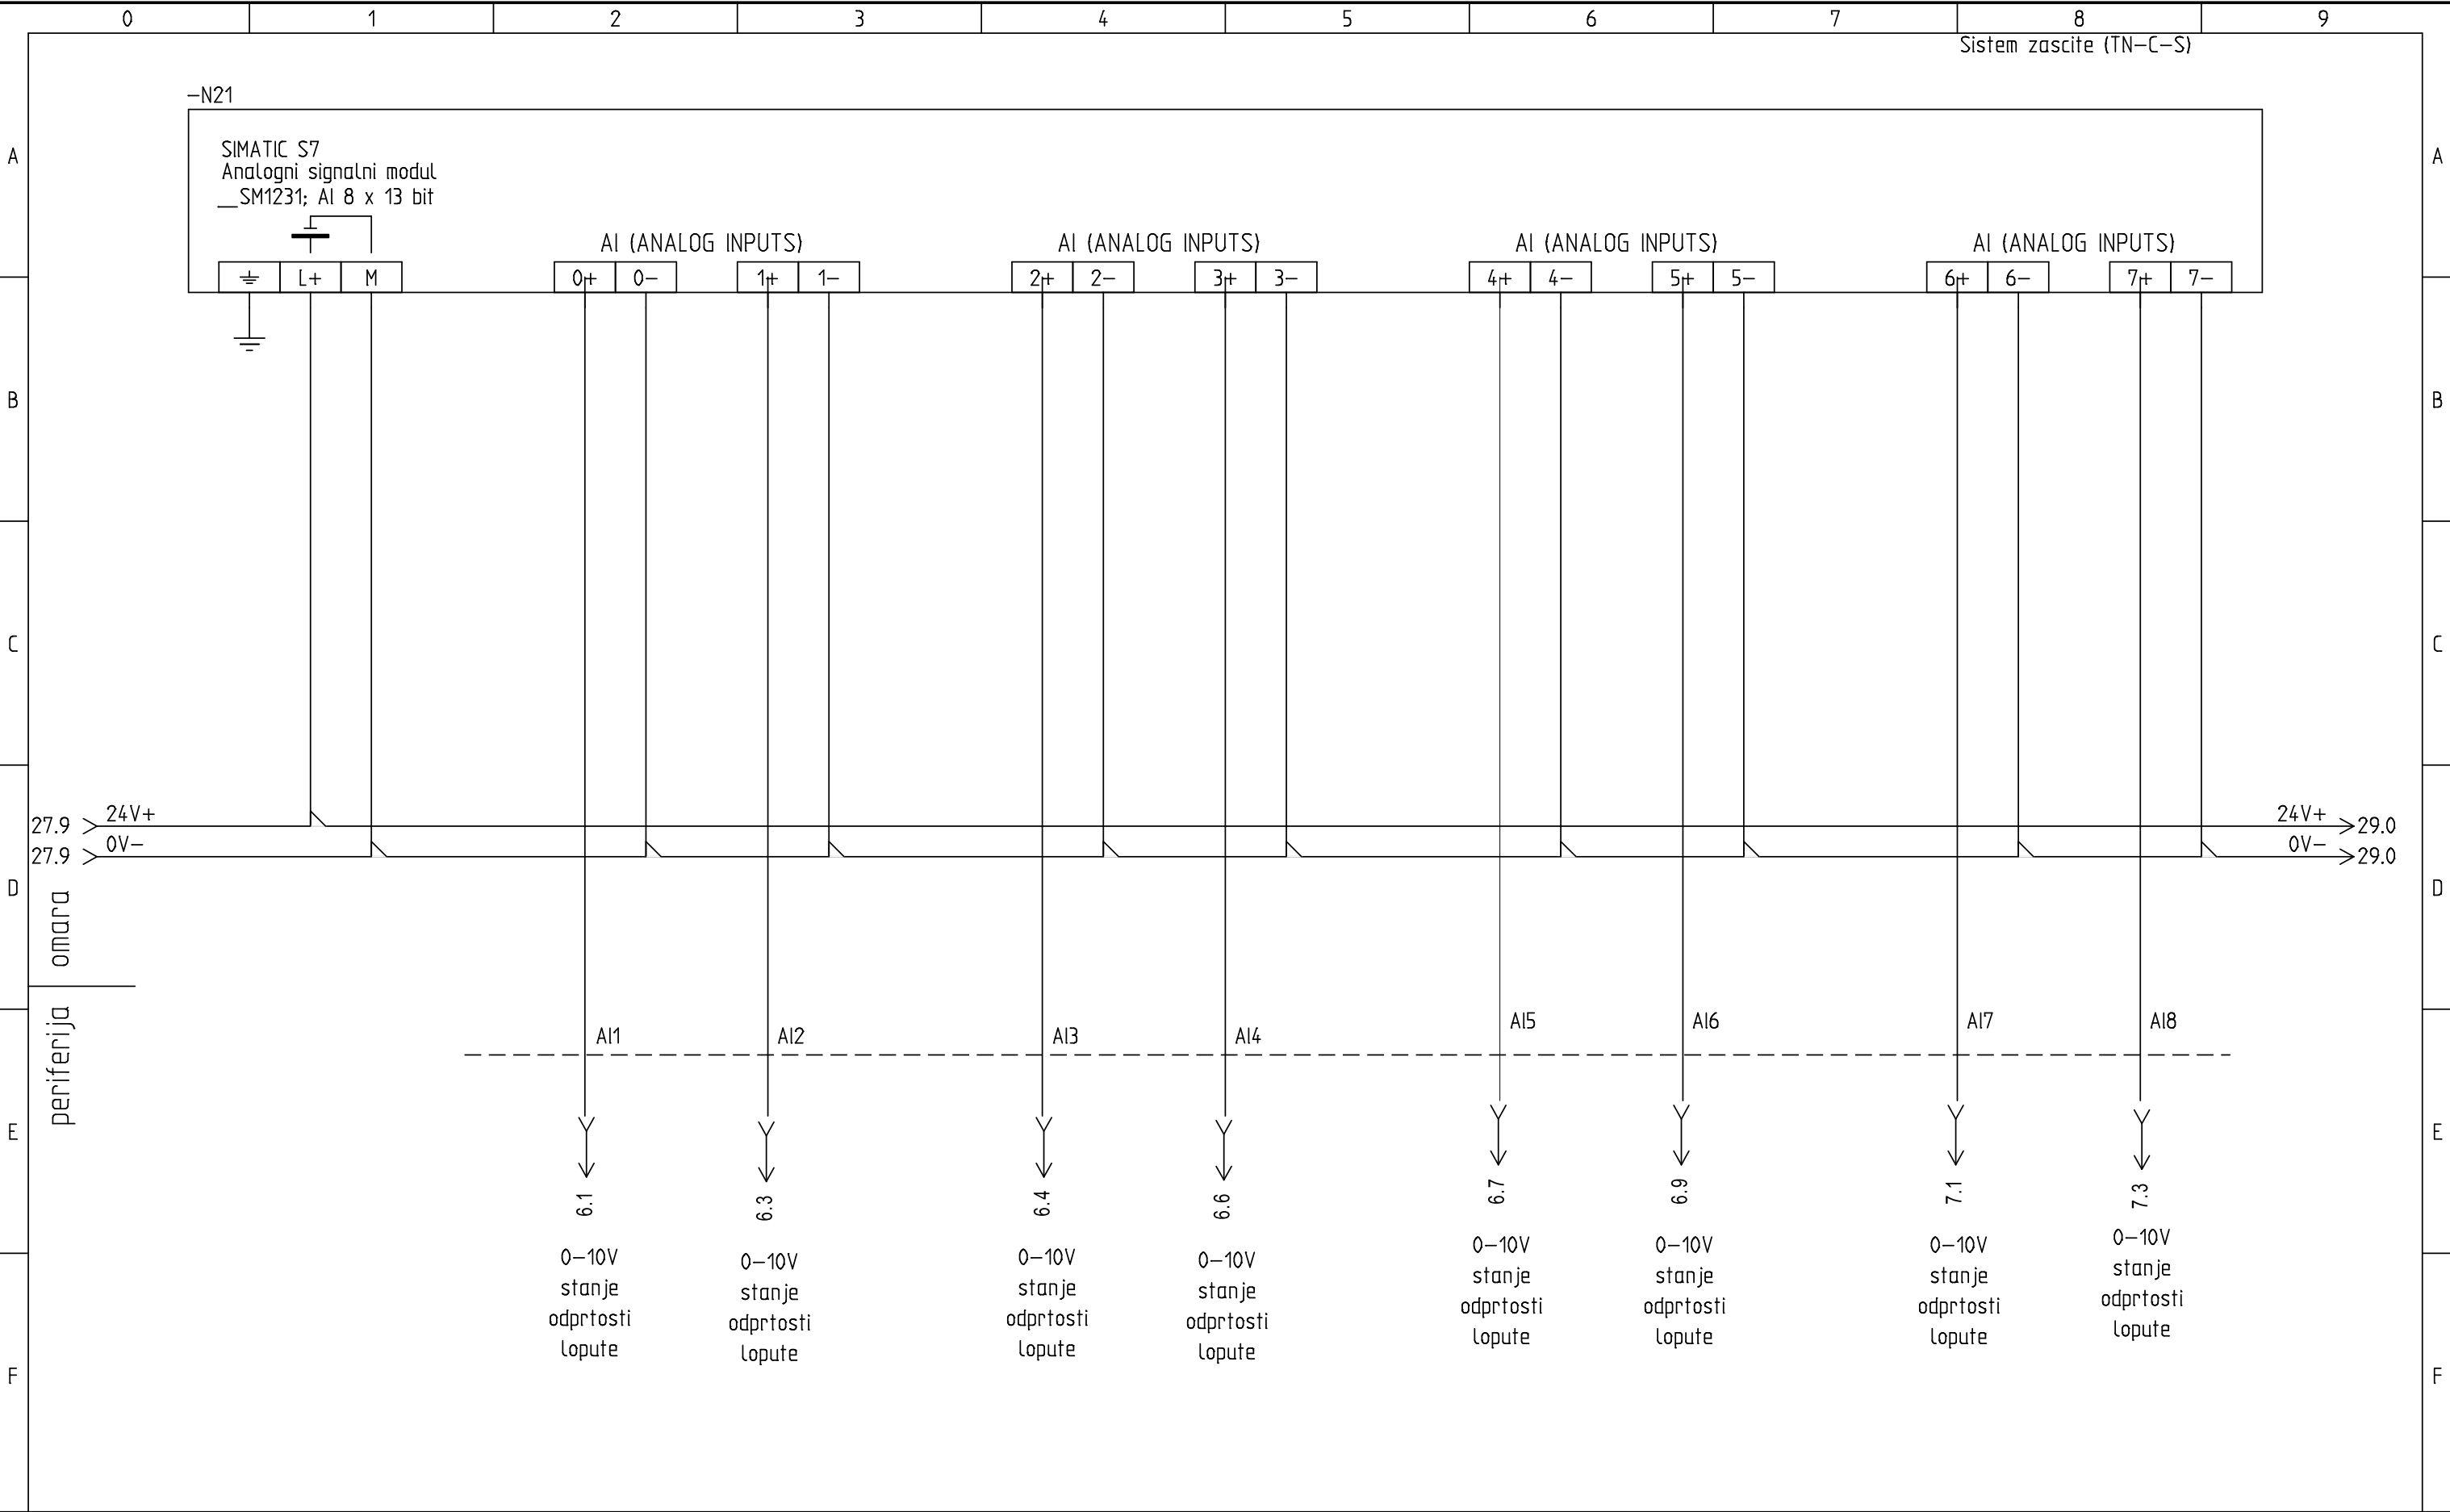 0 1 2 3 4 5 6 7 8 9
Sistem zascite (TN-C-S)
-N21
A A
SIMATIC S7
Analogni signalni modul
__SM1231; AI 8 x 13 bit
AI (ANALOG INPUTS) AI (ANALOG INPUTS) AI (ANALOG INPUTS) AI (ANALOG INPUTS)
L+ M 0+ 0- 1+ 1- 2+ 2- 3+ 3- 4+ 4- 5+ 5- 6+ 6- 7+ 7-
B B
C C
27.9 24V+ 24V+ 29.0
27.9 0V- 0V- 29.0
D D
omara
periferija
AI1 AI2 AI3 AI4 AI5 AI6 AI7 AI8
E E
6.1 6.3 6.4 6.6 6.7 6.9 7.1 7.3
0-10V 0-10V 0-10V 0-10V 0-10V 0-10V 0-10V 0-10V
stanje stanje stanje stanje stanje stanje stanje stanje
odprtosti odprtosti odprtosti odprtosti odprtosti odprtosti odprtosti odprtosti
lopute lopute lopute lopute lopute lopute lopute lopute
F F